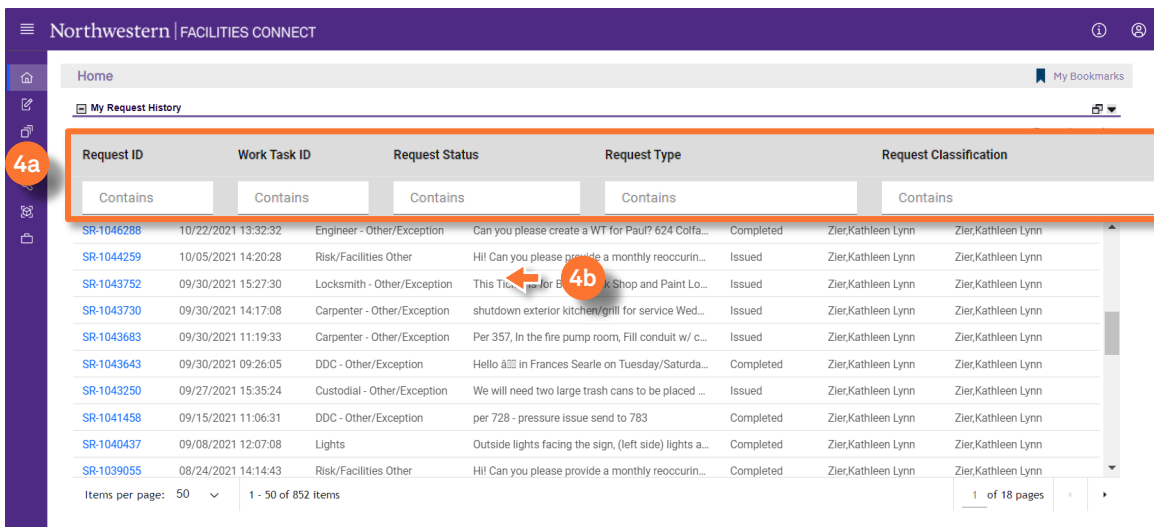 Northwestern | FACILITIES CONNECT
Home
My Bookmarks
My Request History
4a
Request ID Work Task ID Request Status Request Type Request Classification
Contains Contains Contains Contains Contains
SR-1046288 10/22/2021 13:32:32 Engineer - Other/Exception Can you please create a WT for Paul? 624 Colfa... Completed Zier,Kathleen Lynn Zier,Kathleen Lynn
SR-1044259 10/05/2021 14:20:28 Risk/Facilities Other Hi! Can you please provide a monthly reoccurin... Issued Zier,Kathleen Lynn Zier,Kathleen Lynn
SR-1043752 09/30/2021 15:27:30 Locksmith - Other/Exception This for Shop and Paint Lo... Issued Zier,Kathleen Lynn Zier,Kathleen Lynn
4b
SR-1043730 09/30/2021 14:17:08 Carpenter - Other/Exception shutdown exterior kitchen/grill for service Wed... Issued Zier,Kathleen Lynn Zier,Kathleen Lynn
SR-1043683 09/30/2021 11:19:33 Carpenter - Other/Exception Per 357, In the fire pump room, Fill conduit w/ c... Issued Zier,Kathleen Lynn Zier,Kathleen Lynn
SR-1043643 09/30/2021 09:26:05 DDC - Other/Exception Hello in Frances Searle on Tuesday/Saturda... Completed Zier,Kathleen Lynn Zier,Kathleen Lynn
SR-1043250 09/27/2021 15:35:24 Custodial - Other/Exception We will need two large trash cans to be placed ... Issued Zier,Kathleen Lynn Zier,Kathleen Lynn
SR-1041458 09/15/2021 11:06:31 DDC - Other/Exception per 728 - pressure issue send to 783 Completed Zier,Kathleen Lynn Zier,Kathleen Lynn
SR-1040437 09/08/2021 12:07:08 Lights Outside lights facing the sign, (left side) lights a... Completed Zier,Kathleen Lynn Zier,Kathleen Lynn
SR-1039055 08/24/2021 14:14:43 Risk/Facilities Other Hi! Can you please provide a monthly reoccurin... Completed Zier,Kathleen Lynn Zier,Kathleen Lynn
Items per page: 50 1 - 50 of 852 items 1 of 18 pages